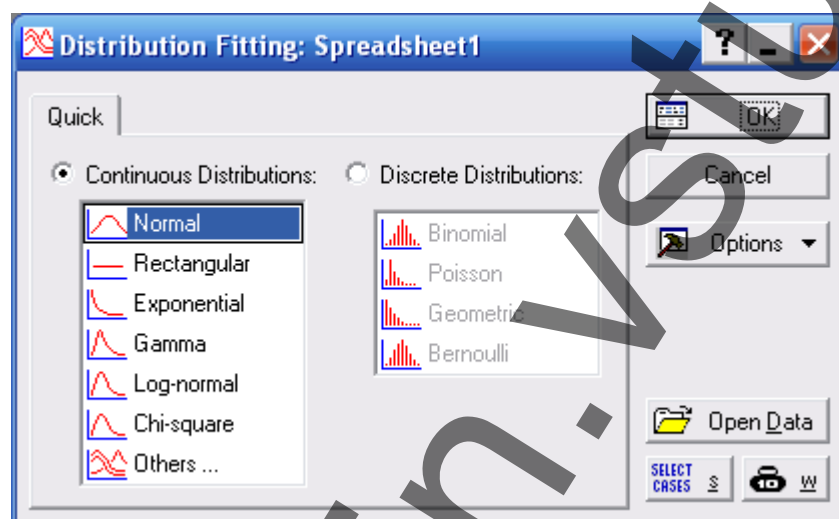 Distribution Fitting: Spreadsheet1
?
Quick
OK
Continuous Distributions:
Discrete Distributions:
Cancel
Normal
Binomial
Options
Rectangular
Poisson
Exponential
Geometric
Gamma
Bernoulli
Log-normal
Chi-square
Open Data
Others ...
SELECT
CASES
S
W